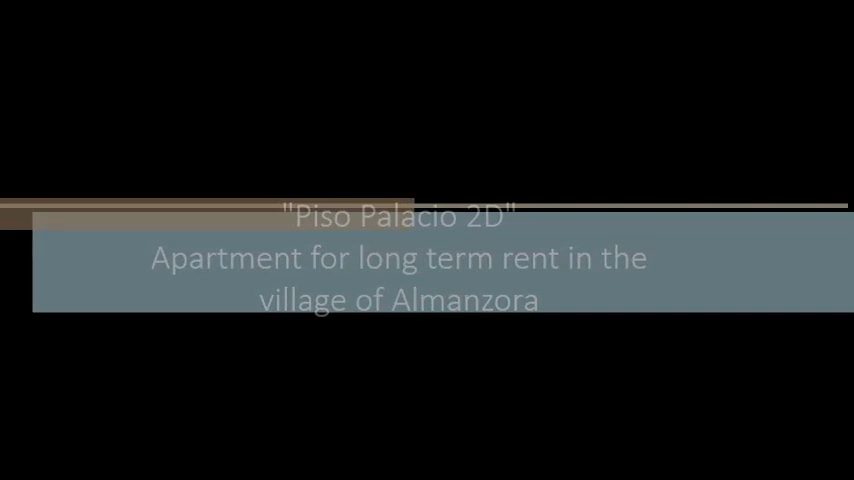 "Piso Palacio 2D"
Apartment for long term rent in the
village of Almanzora